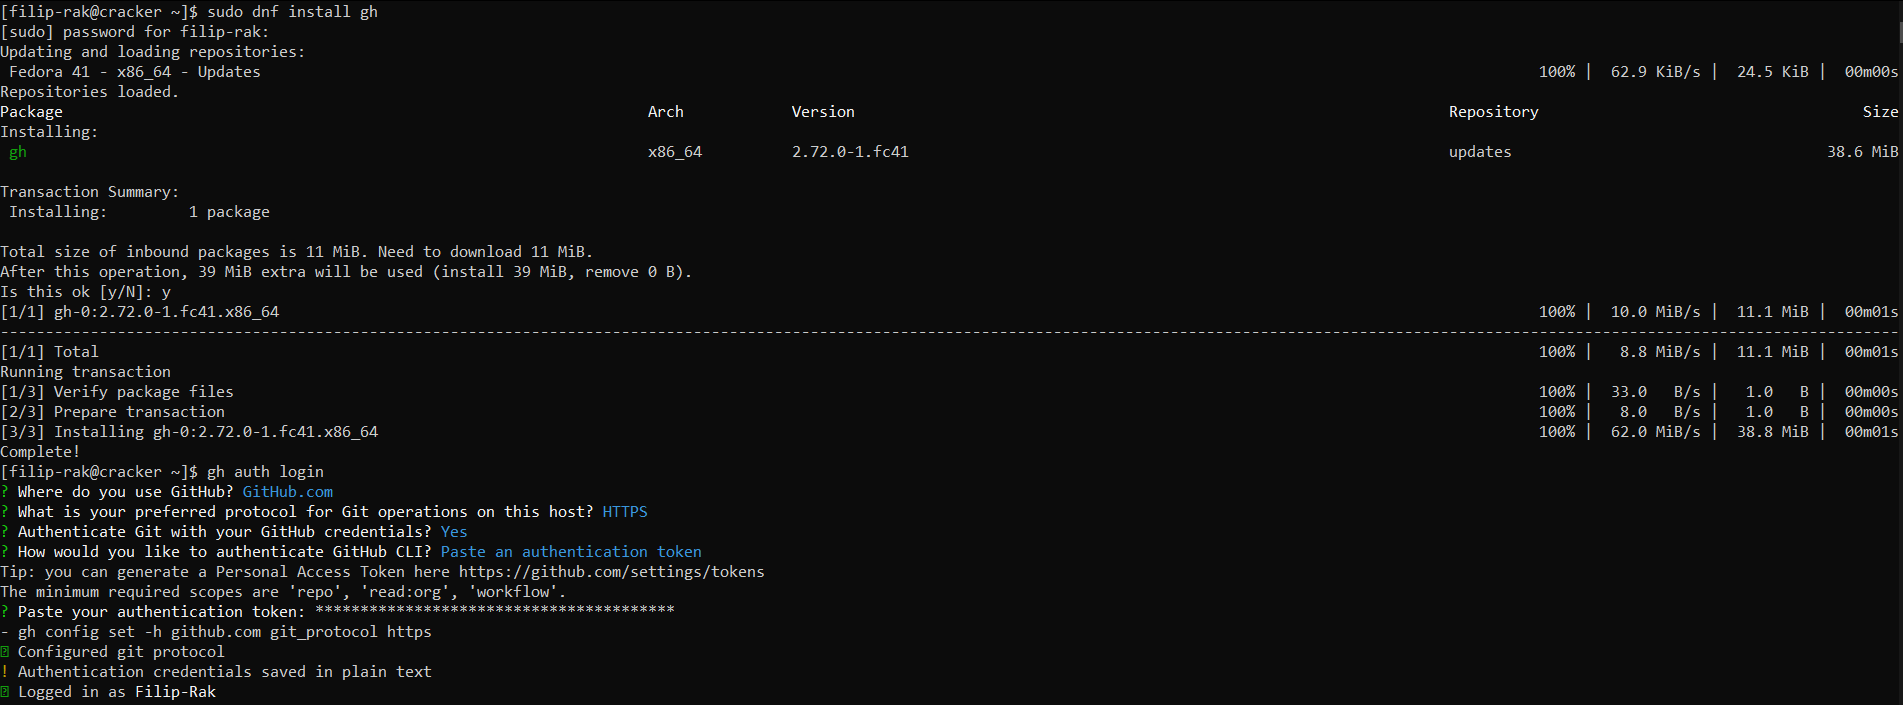 [filip-rak@cracker ~]$ sudo dnf install gh
[sudo] password for filip-rak:
Updating and loading repositories:
Fedora 41 - x86_64 - Updates 100% | 62.9 KiB/s | 24.5 KiB | 00m00s
Repositories loaded.
Package Arch Version Repository Size
Installing:
gh x86_64 2.72.0-1.fc41 updates 38.6 MiB
Transaction Summary:
Installing: 1 package
Total size of inbound packages is 11 MiB. Need to download 11 MiB.
After this operation, 39 MiB extra will be used (install 39 MiB, remove 0 B).
Is this ok [y/N]: y
[1/1] gh-0:2.72.0-1.fc41.x86_64 100% | 10.0 MiB/s | 11.1 MiB | 00m01s
[1/1] Total 100% | 8.8 MiB/s | 11.1 MiB | 00m01s
Running transaction
[1/3] Verify package files 100% | 33.0 B/s | 1.0 B | 00m00s
[2/3] Prepare transaction 100% | 8.0 B/s | 1.0 B | 00m00s
[3/3] Installing gh-0:2.72.0-1.fc41.x86_64 100% | 62.0 MiB/s | 38.8 MiB | 00m01s
Complete!
[filip-rak@cracker ~]$ gh auth login
? Where do you use GitHub? GitHub.com
? What is your preferred protocol for Git operations on this host? HTTPS
? Authenticate Git with your GitHub credentials? Yes
? How would you like to authenticate GitHub CLI? Paste an authentication token
Tip: you can generate a Personal Access Token here https://github.com/settings/tokens
The minimum required scopes are 'repo', 'read:org', 'workflow'.
? Paste your authentication token: ****************************************
- gh config set -h github.com git_protocol https
Configured git protocol
! Authentication credentials saved in plain text
Logged in as Filip-Rak